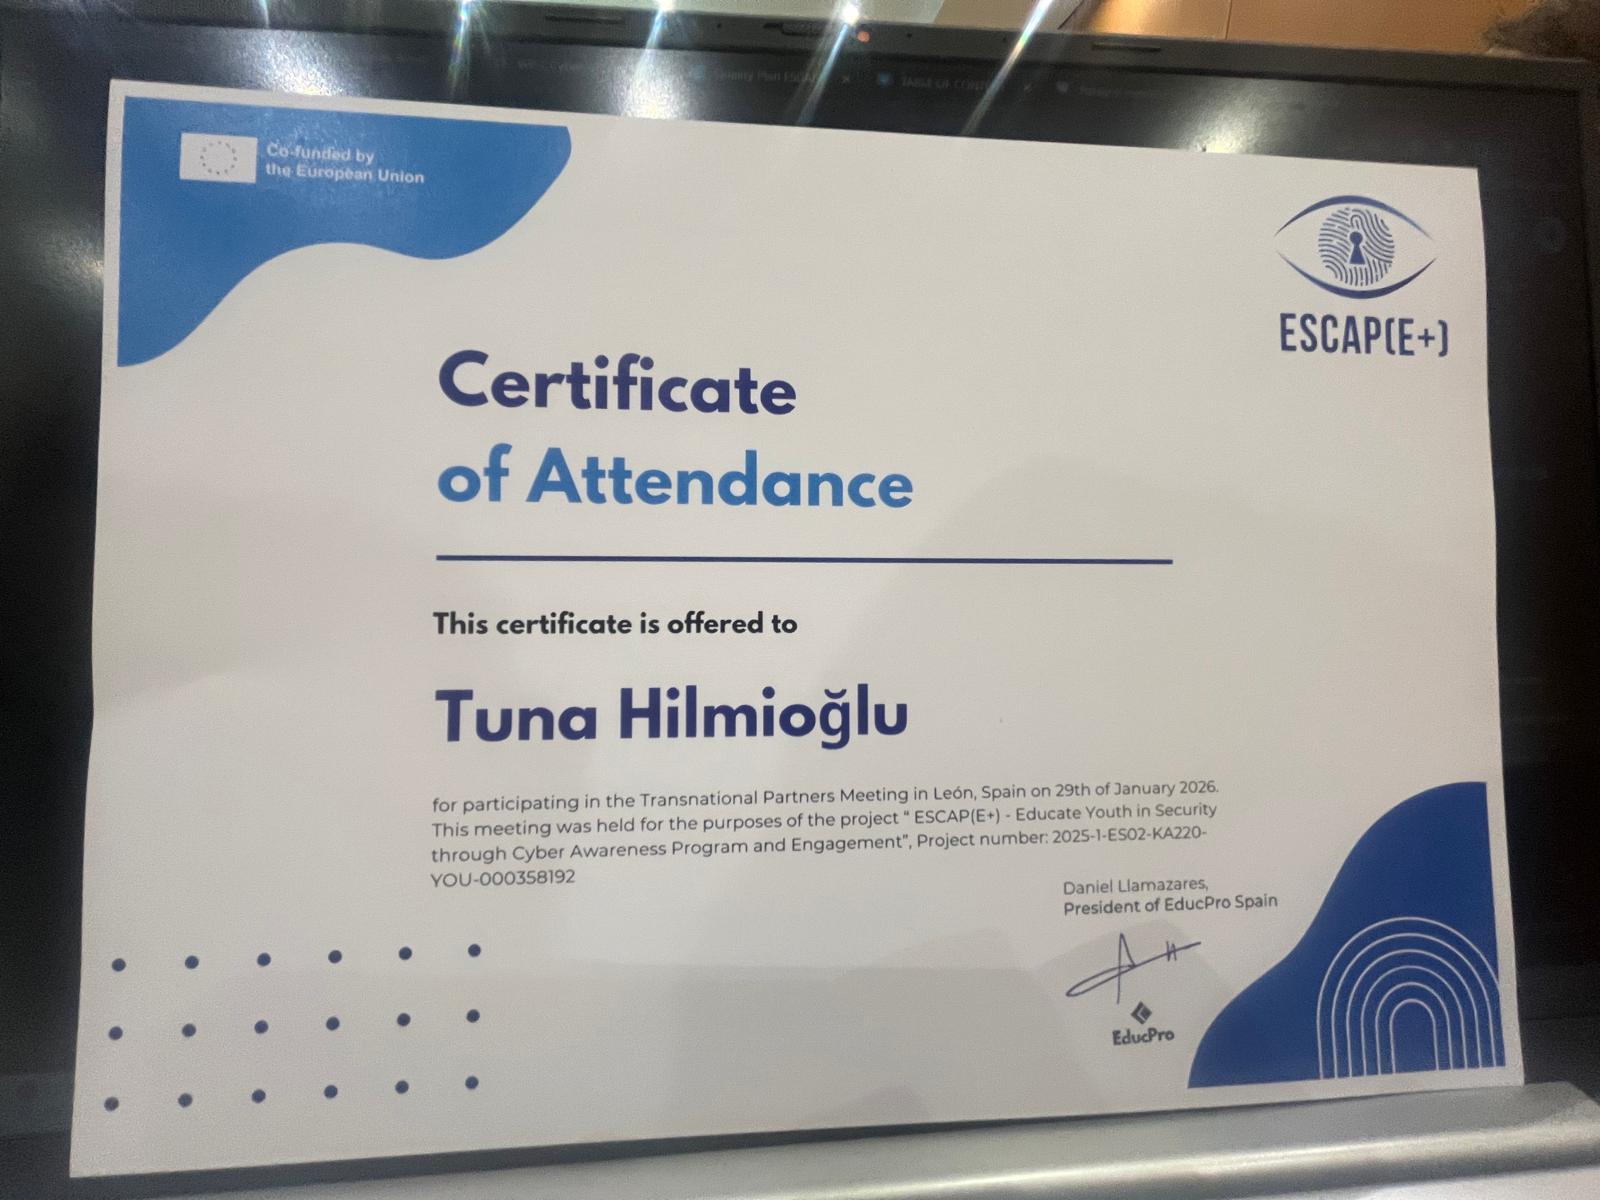 Co-funded by
the European Union
ESCAP(E+)
Certificate
of Attendance
This certificate is offered to
Tuna Hilmioğlu
for participating in the Transnational Partners Meeting in León, Spain on 29th of January 2026.
This meeting was held for the purposes of the project “ ESCAP(E+) - Educate Youth in Security
through Cyber Awareness Program and Engagement”, Project number: 2025-1-ES02-KA220-
YOU-000358192
Daniel Llamazares,
President of EducPro Spain
EducPro